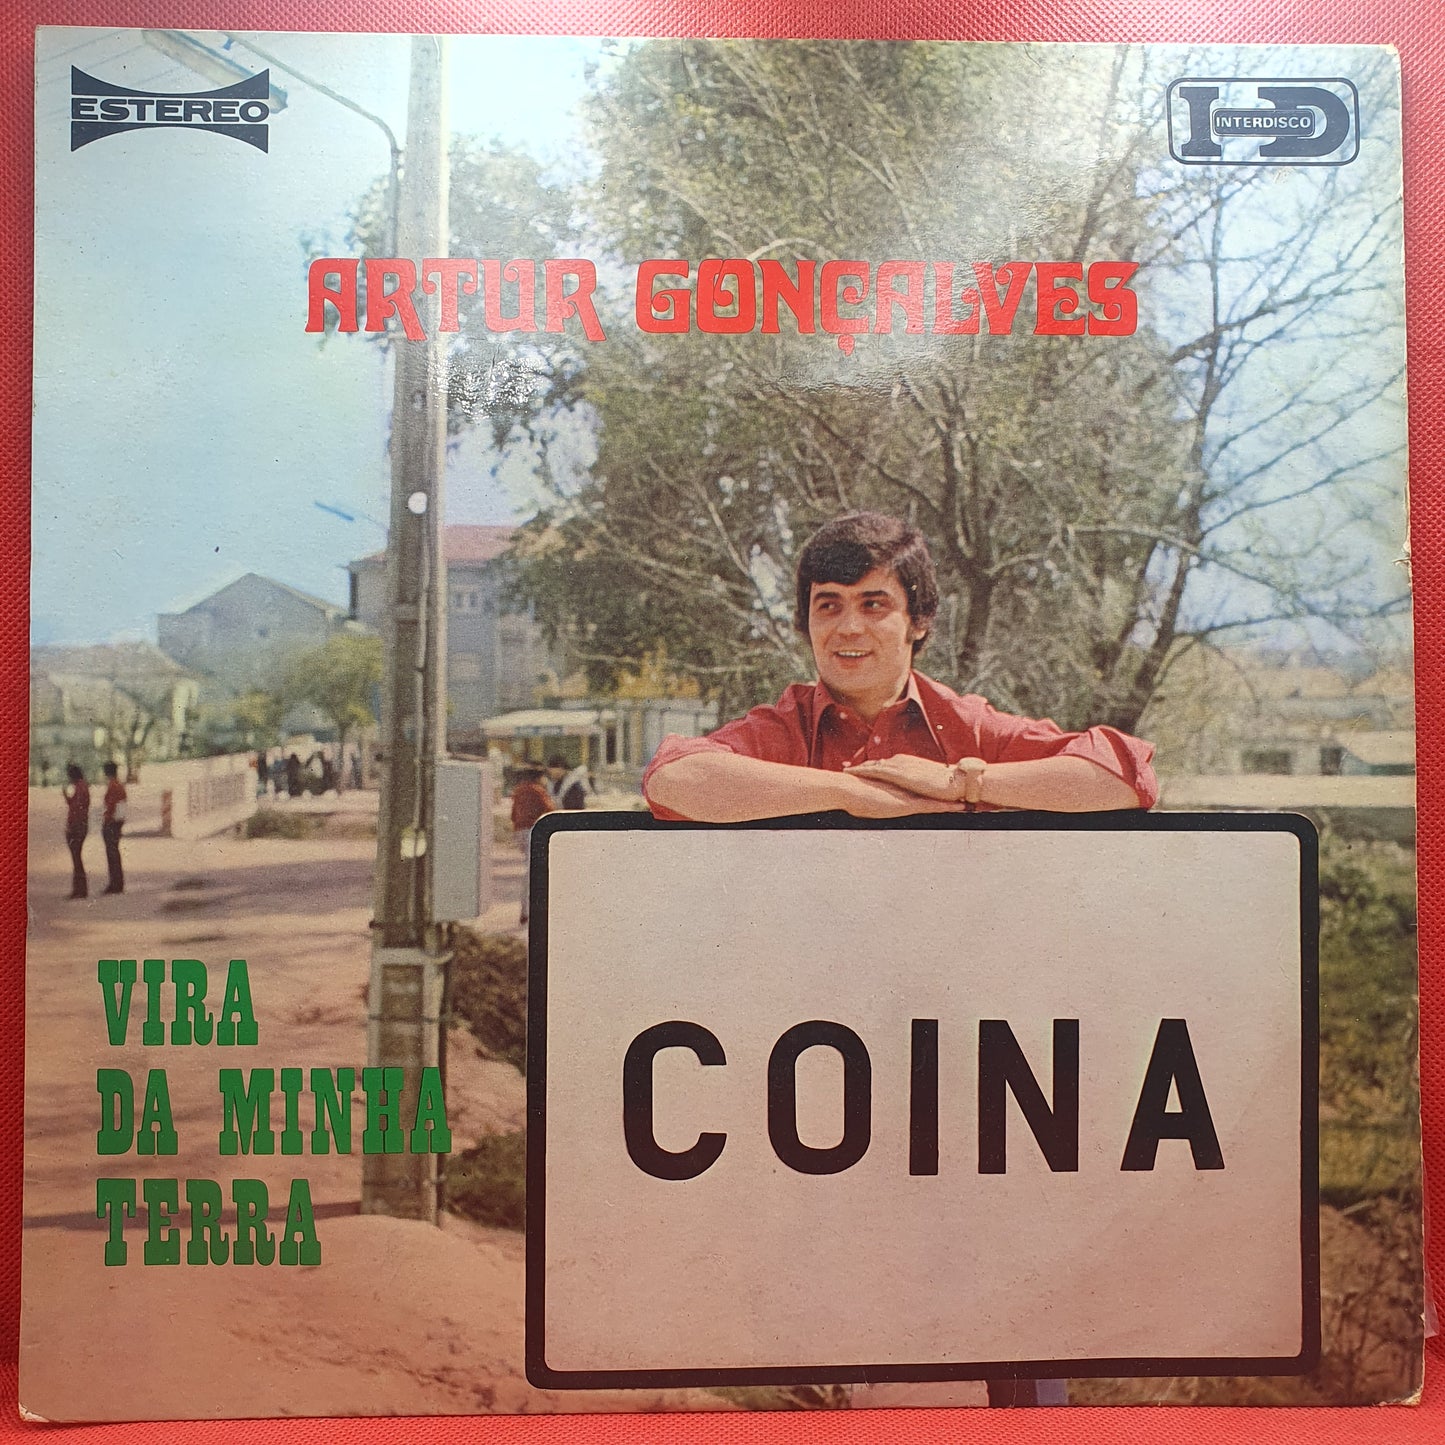 ESTEREO
I-D
INTERDISCO
ARTUR GONÇALVES
VIRA
DA MINHA
TERRA
COINA